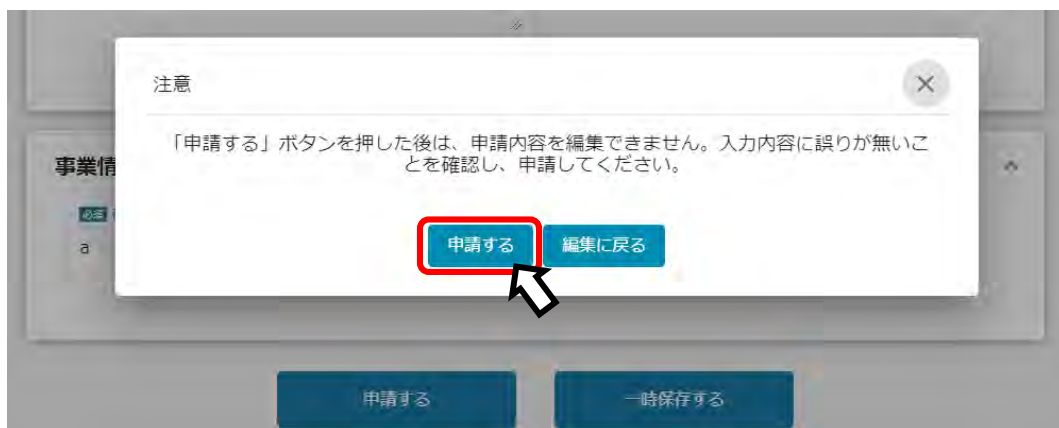 注意
「申請する」ボタンを押した後は、申請内容を編集できません。入力内容に誤りが無いこ
とを確認し、申請してください。
事業情
必須
a
申請する 編集に戻る
申請する 一時保存する